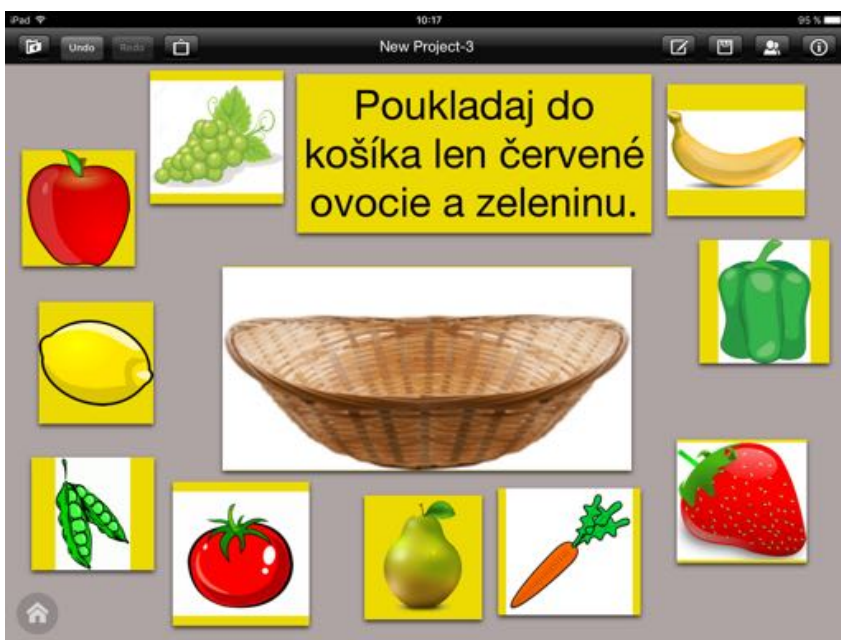 iPad 10:17 95 %
Undo Redo New Project-3
Poukladaj do
košíka len červené
ovocie a zeleninu.